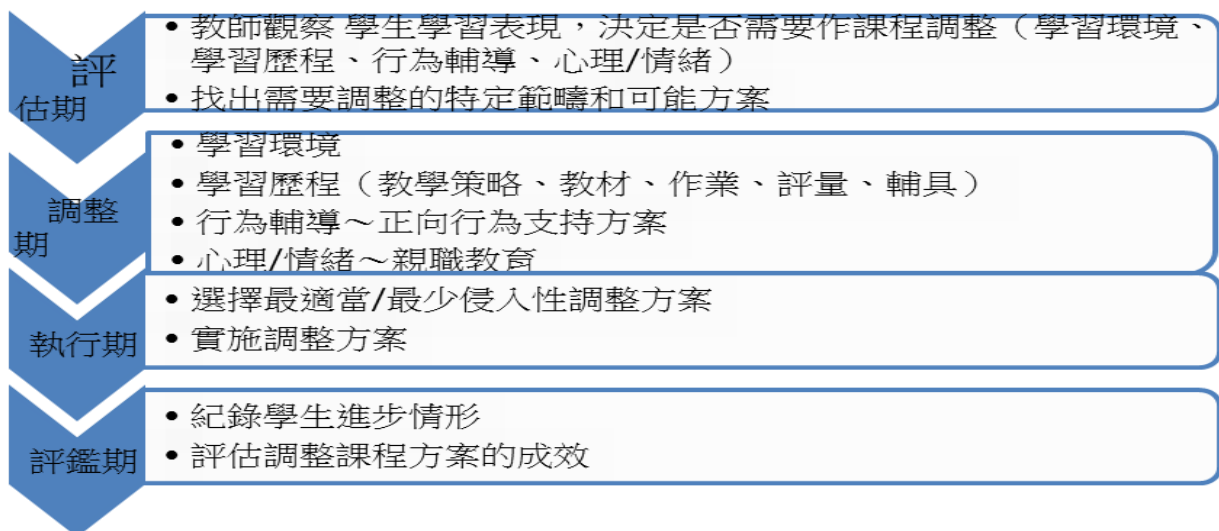 評
估期
• 教師觀察 學生學習表現，決定是否需要作課程調整（學習環境、
學習歷程、行為輔導、心理/情緒）
• 找出需要調整的特定範疇和可能方案
調整
期
• 學習環境
• 學習歷程（教學策略、教材、作業、評量、輔具）
• 行為輔導～正向行為支持方案
• 心理/情緒～親職教育
執行期
• 選擇最適當/最少侵入性調整方案
• 實施調整方案
評鑑期
• 紀錄學生進步情形
• 評估調整課程方案的成效